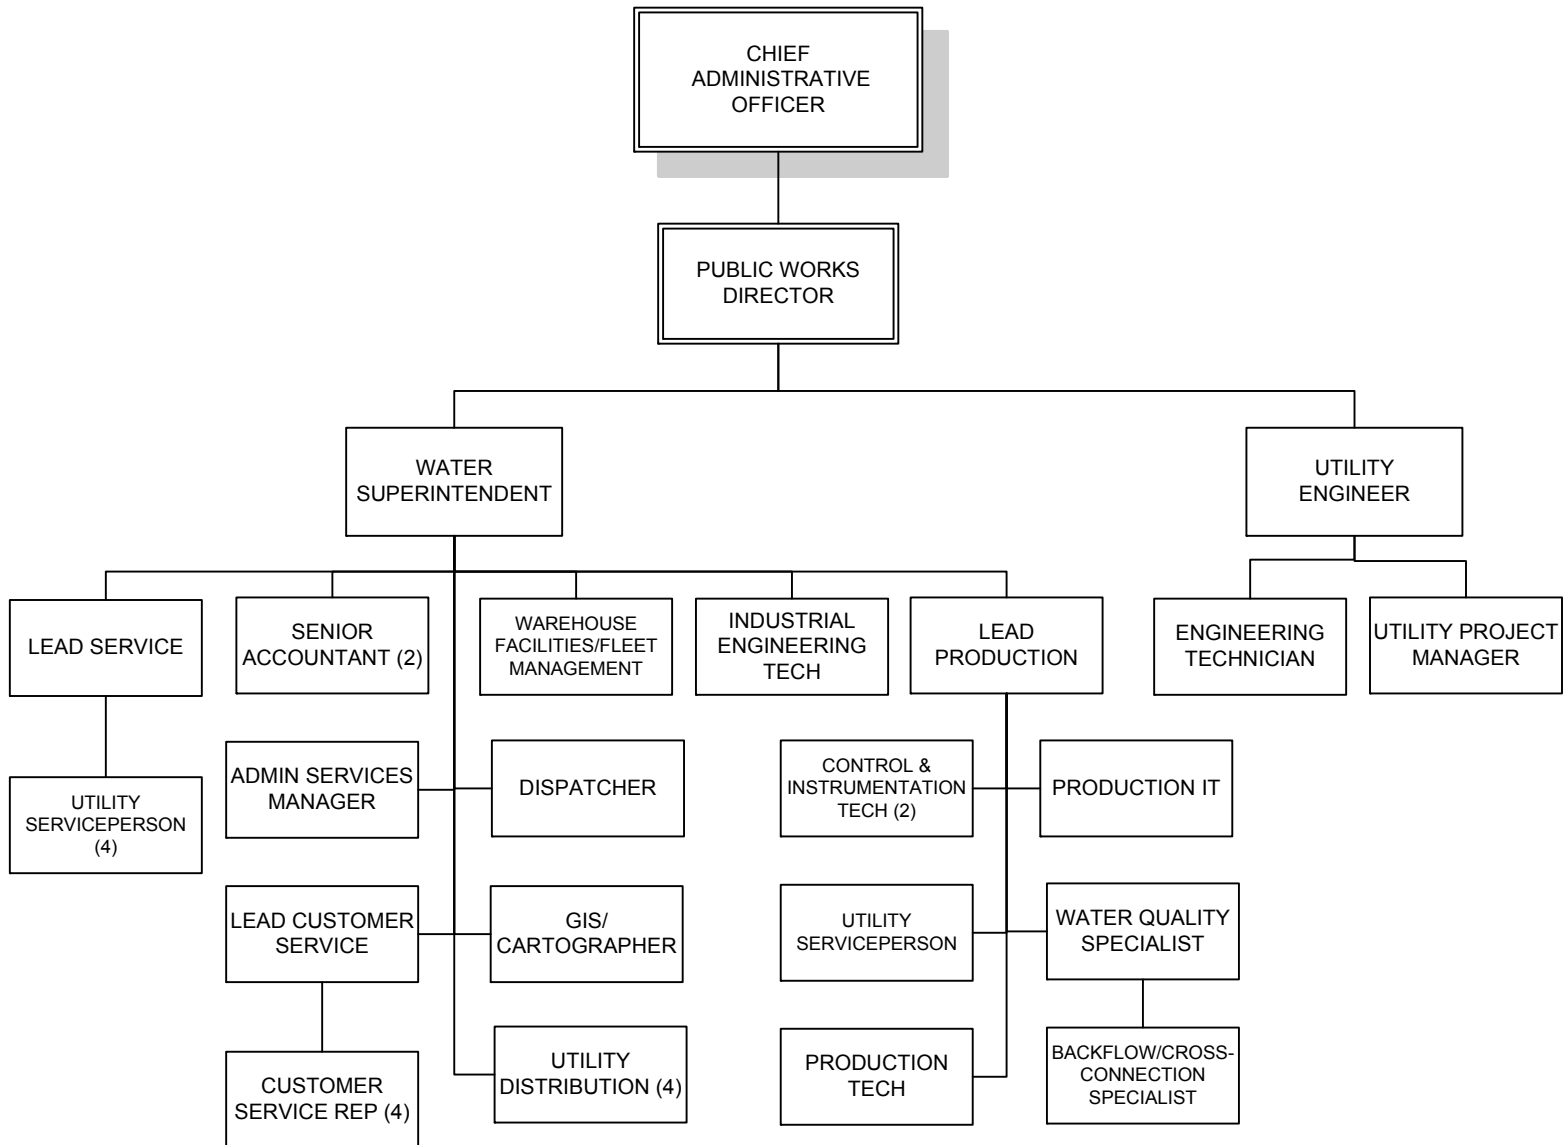 CHIEF
ADMINISTRATIVE
OFFICER
PUBLIC WORKS
DIRECTOR
WATER
SUPERINTENDENT
UTILITY
ENGINEER
LEAD SERVICE
SENIOR
ACCOUNTANT (2)
WAREHOUSE
FACILITIES/FLEET
MANAGEMENT
INDUSTRIAL
ENGINEERING
TECH
LEAD
PRODUCTION
ENGINEERING
TECHNICIAN
UTILITY PROJECT
MANAGER
UTILITY
SERVICEPERSON
(4)
ADMIN SERVICES
MANAGER
DISPATCHER
CONTROL &
INSTRUMENTATION
TECH (2)
PRODUCTION IT
LEAD CUSTOMER
SERVICE
GIS/
CARTOGRAPHER
UTILITY
SERVICEPERSON
WATER QUALITY
SPECIALIST
CUSTOMER
SERVICE REP (4)
UTILITY
DISTRIBUTION (4)
PRODUCTION
TECH
BACKFLOW/CROSS-
CONNECTION
SPECIALIST